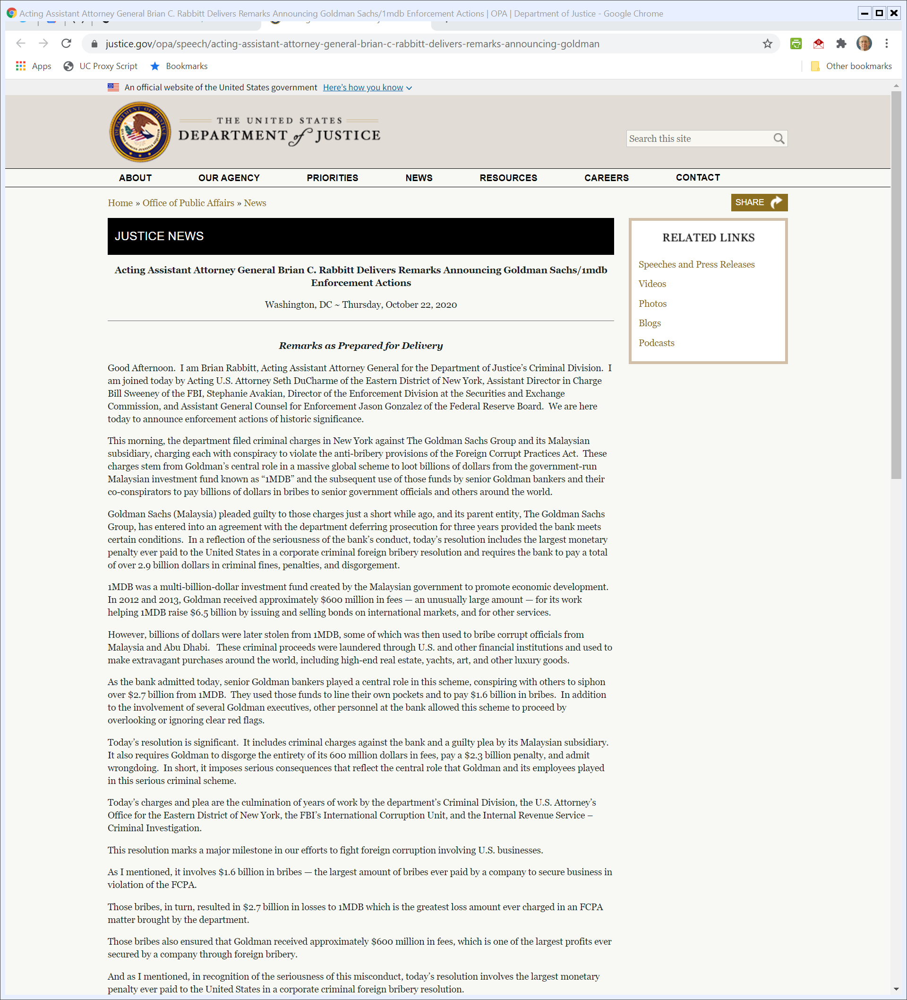 Acting Assistant Attorney General Brian C. Rabbitt Delivers Remarks Announcing Goldman Sachs/1mdb Enforcement Actions | OPA | Department of Justice - Google Chrome
justice.gov/opa/speech/acting-assistant-attorney-general-brian-c-rabbitt-delivers-remarks-announcing-goldman
Apps UC Proxy Script Bookmarks Other bookmarks
An official website of the United States government Here’s how you know
THE UNITED STATES
DEPARTMENT of JUSTICE
Search this site
ABOUT OUR AGENCY PRIORITIES NEWS RESOURCES CAREERS CONTACT
Home » Office of Public Affairs » News
SHARE
JUSTICE NEWS
Acting Assistant Attorney General Brian C. Rabbitt Delivers Remarks Announcing Goldman Sachs/1mdb
Enforcement Actions
Washington, DC ~ Thursday, October 22, 2020
Remarks as Prepared for Delivery
Good Afternoon.  I am Brian Rabbitt, Acting Assistant Attorney General for the Department of Justice’s Criminal Division.  I
am joined today by Acting U.S. Attorney Seth DuCharme of the Eastern District of New York, Assistant Director in Charge
Bill Sweeney of the FBI, Stephanie Avakian, Director of the Enforcement Division at the Securities and Exchange
Commission, and Assistant General Counsel for Enforcement Jason Gonzalez of the Federal Reserve Board.  We are here
today to announce enforcement actions of historic significance.
This morning, the department filed criminal charges in New York against The Goldman Sachs Group and its Malaysian
subsidiary, charging each with conspiracy to violate the anti-bribery provisions of the Foreign Corrupt Practices Act.  These
charges stem from Goldman’s central role in a massive global scheme to loot billions of dollars from the government-run
Malaysian investment fund known as “1MDB” and the subsequent use of those funds by senior Goldman bankers and their
co-conspirators to pay billions of dollars in bribes to senior government officials and others around the world.
Goldman Sachs (Malaysia) pleaded guilty to those charges just a short while ago, and its parent entity, The Goldman Sachs
Group, has entered into an agreement with the department deferring prosecution for three years provided the bank meets
certain conditions.  In a reflection of the seriousness of the bank’s conduct, today’s resolution includes the largest monetary
penalty ever paid to the United States in a corporate criminal foreign bribery resolution and requires the bank to pay a total
of over 2.9 billion dollars in criminal fines, penalties, and disgorgement.
1MDB was a multi-billion-dollar investment fund created by the Malaysian government to promote economic development.
In 2012 and 2013, Goldman received approximately $600 million in fees — an unusually large amount — for its work
helping 1MDB raise $6.5 billion by issuing and selling bonds on international markets, and for other services.
However, billions of dollars were later stolen from 1MDB, some of which was then used to bribe corrupt officials from
Malaysia and Abu Dhabi.   These criminal proceeds were laundered through U.S. and other financial institutions and used to
make extravagant purchases around the world, including high-end real estate, yachts, art, and other luxury goods.
As the bank admitted today, senior Goldman bankers played a central role in this scheme, conspiring with others to siphon
over $2.7 billion from 1MDB.  They used those funds to line their own pockets and to pay $1.6 billion in bribes.  In addition
to the involvement of several Goldman executives, other personnel at the bank allowed this scheme to proceed by
overlooking or ignoring clear red flags.
Today’s resolution is significant.  It includes criminal charges against the bank and a guilty plea by its Malaysian subsidiary.
It also requires Goldman to disgorge the entirety of its 600 million dollars in fees, pay a $2.3 billion penalty, and admit
wrongdoing.  In short, it imposes serious consequences that reflect the central role that Goldman and its employees played
in this serious criminal scheme.
Today’s charges and plea are the culmination of years of work by the department’s Criminal Division, the U.S. Attorney’s
Office for the Eastern District of New York, the FBI’s International Corruption Unit, and the Internal Revenue Service –
Criminal Investigation.
This resolution marks a major milestone in our efforts to fight foreign corruption involving U.S. businesses.
As I mentioned, it involves $1.6 billion in bribes — the largest amount of bribes ever paid by a company to secure business in
violation of the FCPA.
Those bribes, in turn, resulted in $2.7 billion in losses to 1MDB which is the greatest loss amount ever charged in an FCPA
matter brought by the department.
Those bribes also ensured that Goldman received approximately $600 million in fees, which is one of the largest profits ever
secured by a company through foreign bribery.
And as I mentioned, in recognition of the seriousness of this misconduct, today’s resolution involves the largest monetary
penalty ever paid to the United States in a corporate criminal foreign bribery resolution.
RELATED LINKS
Speeches and Press Releases
Videos
Photos
Blogs
Podcasts